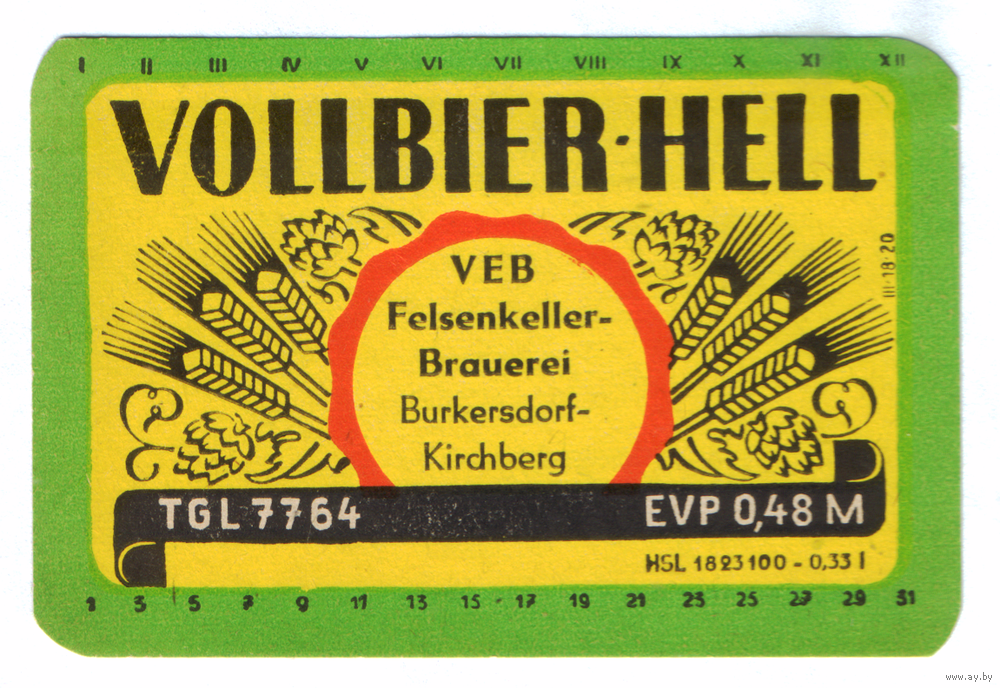 I II III IV V VI VII VIII IX X XI XII
VOLLBIER·HELL
III·18·20
VEB
Felsenkeller-
Brauerei
Burkersdorf-
Kirchberg
TGL 7764
EVP 0,48 M
HSL 1823100 - 0,33 l
1 3 5 7 9 11 13 15 · 17 19 21 23 25 27 29 31
www.ay.by